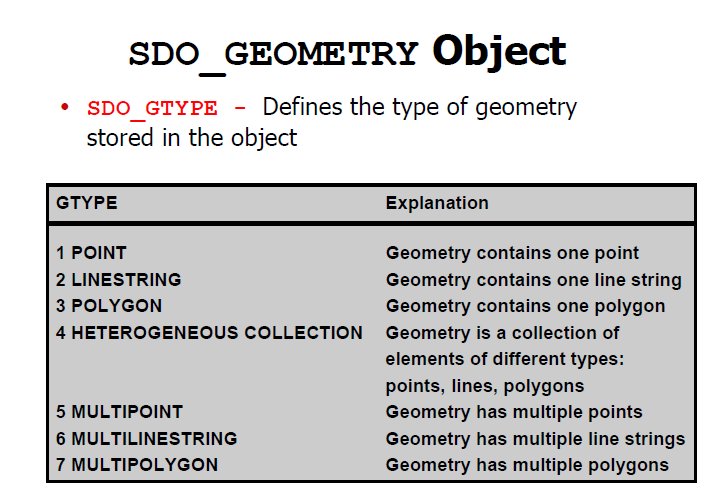 SDO_GEOMETRY Object
• SDO_GTYPE - Defines the type of geometry
stored in the object
GTYPE Explanation
1 POINT Geometry contains one point
2 LINESTRING Geometry contains one line string
3 POLYGON Geometry contains one polygon
4 HETEROGENEOUS COLLECTION Geometry is a collection of
elements of different types:
points, lines, polygons
5 MULTIPOINT Geometry has multiple points
6 MULTILINESTRING Geometry has multiple line strings
7 MULTIPOLYGON Geometry has multiple polygons